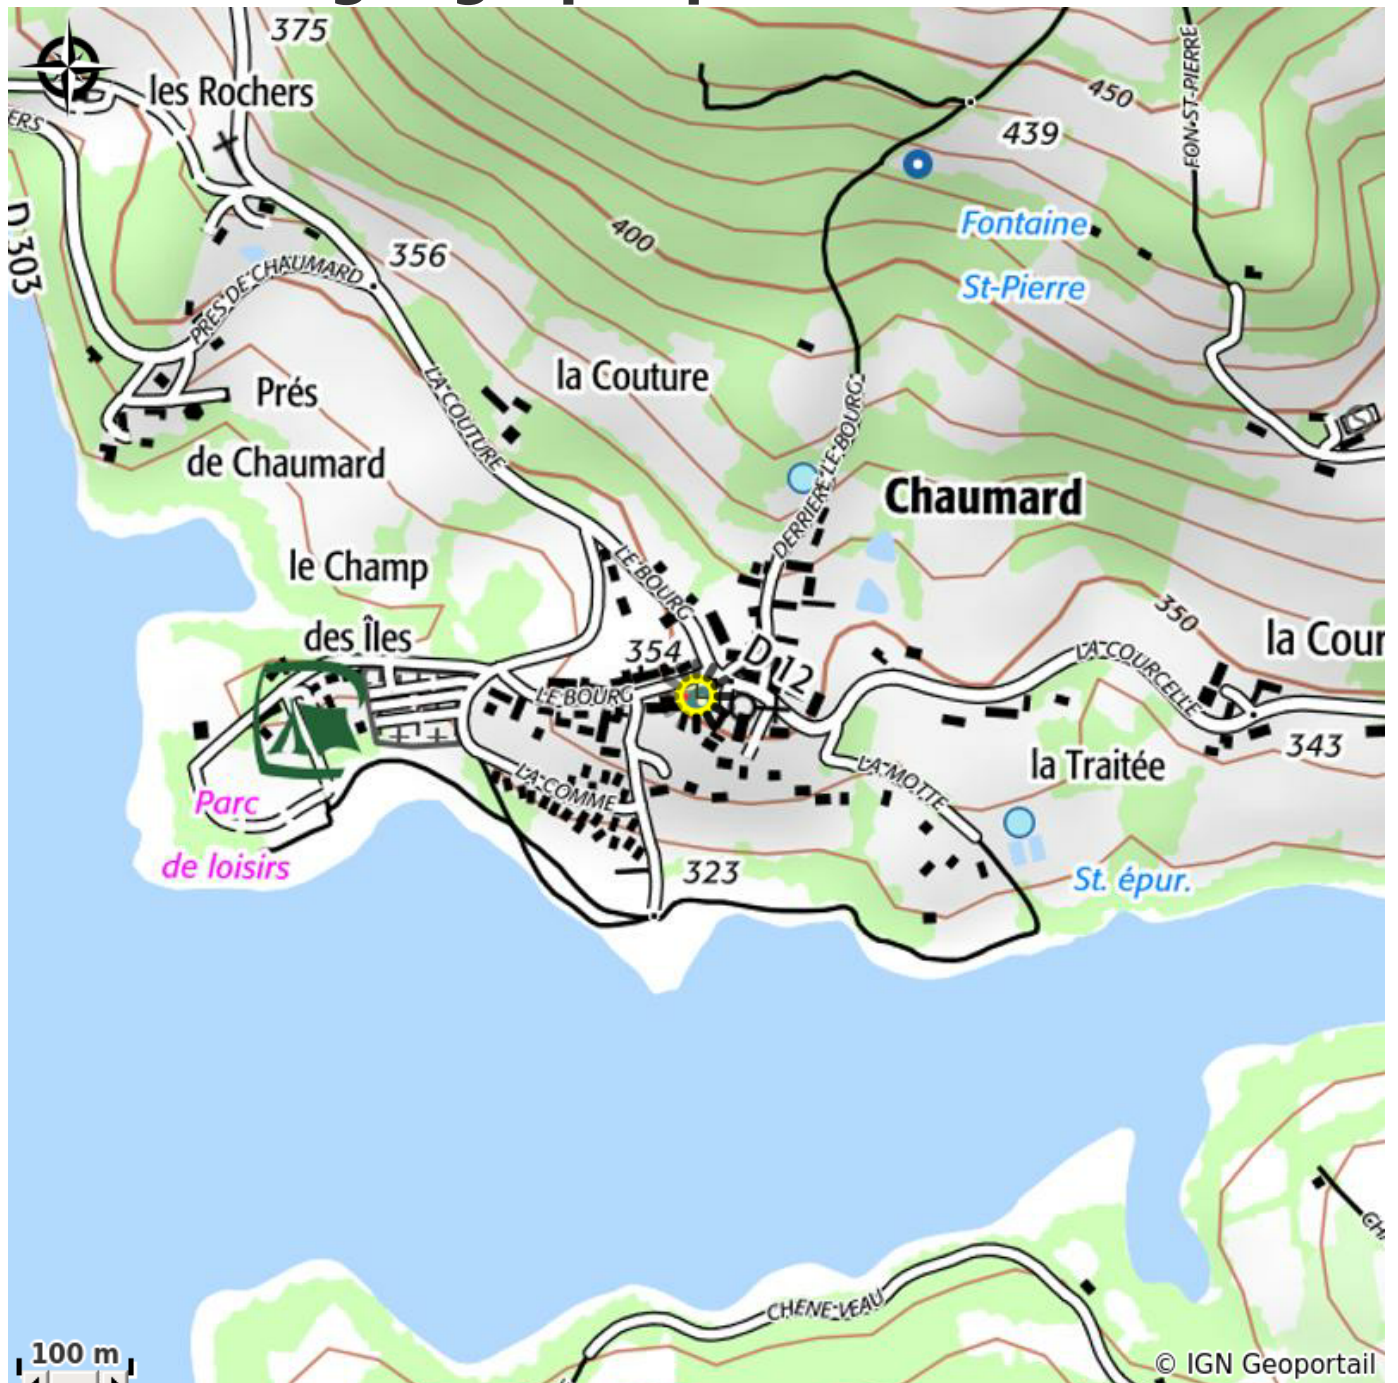 375
les Rochers
450
FON-ST-PIERRE
ERS
439
D 303
400
Fontaine
356
St-Pierre
PRES DE CHAUMARD
la Couture
Prés
LA COUTURE
DERRIERE LE BOURG
de Chaumard
Chaumard
le Champ
LE BOURG
350
des Îles
354
D 12
la Cour
LA COURCELLE
LE BOURG
343
LA COMME
la Traitée
LA MOTTE
Parc
de loisirs
323
St. épur.
CHENE-VEAU
100 m
© IGN Geoportail